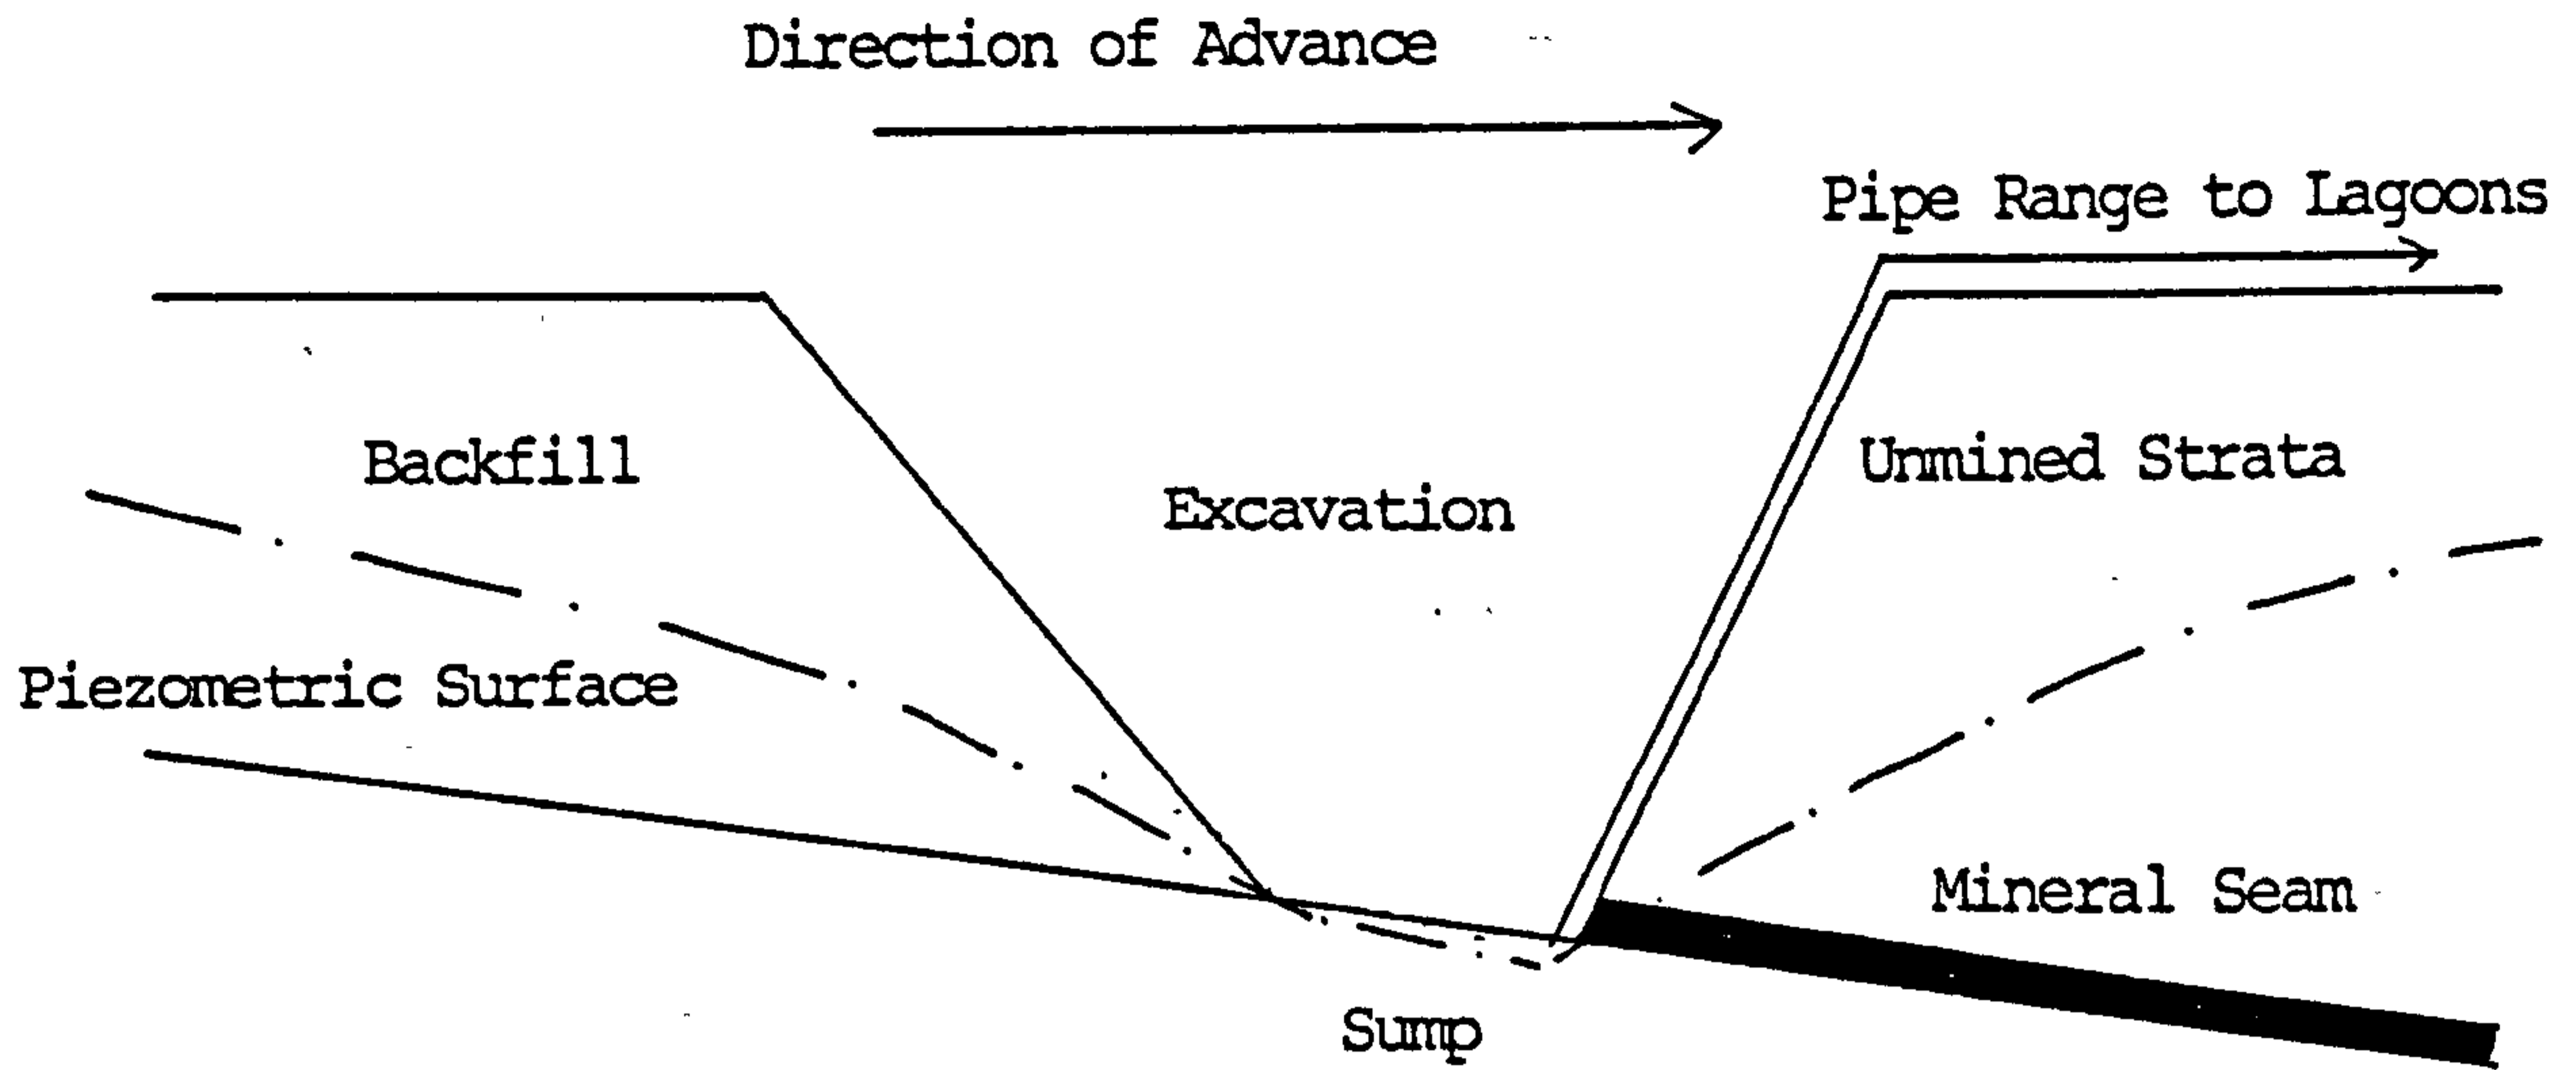 Direction of Advance
Pipe Range to Lagoons
Backfill
Unmined Strata
Excavation
Piezometric Surface
Mineral Seam
Sump